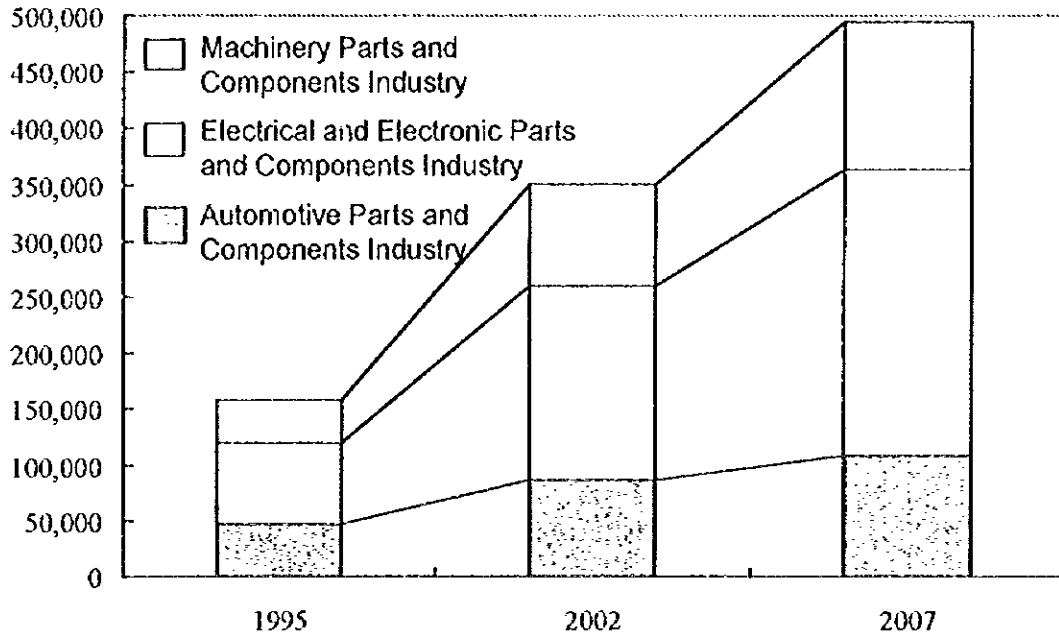 500,000
450,000
400,000
350,000
300,000
250,000
200,000
150,000
100,000
50,000
0
Machinery Parts and
Components Industry
Electrical and Electronic Parts
and Components Industry
Automotive Parts and
Components Industry
1995
2002
2007